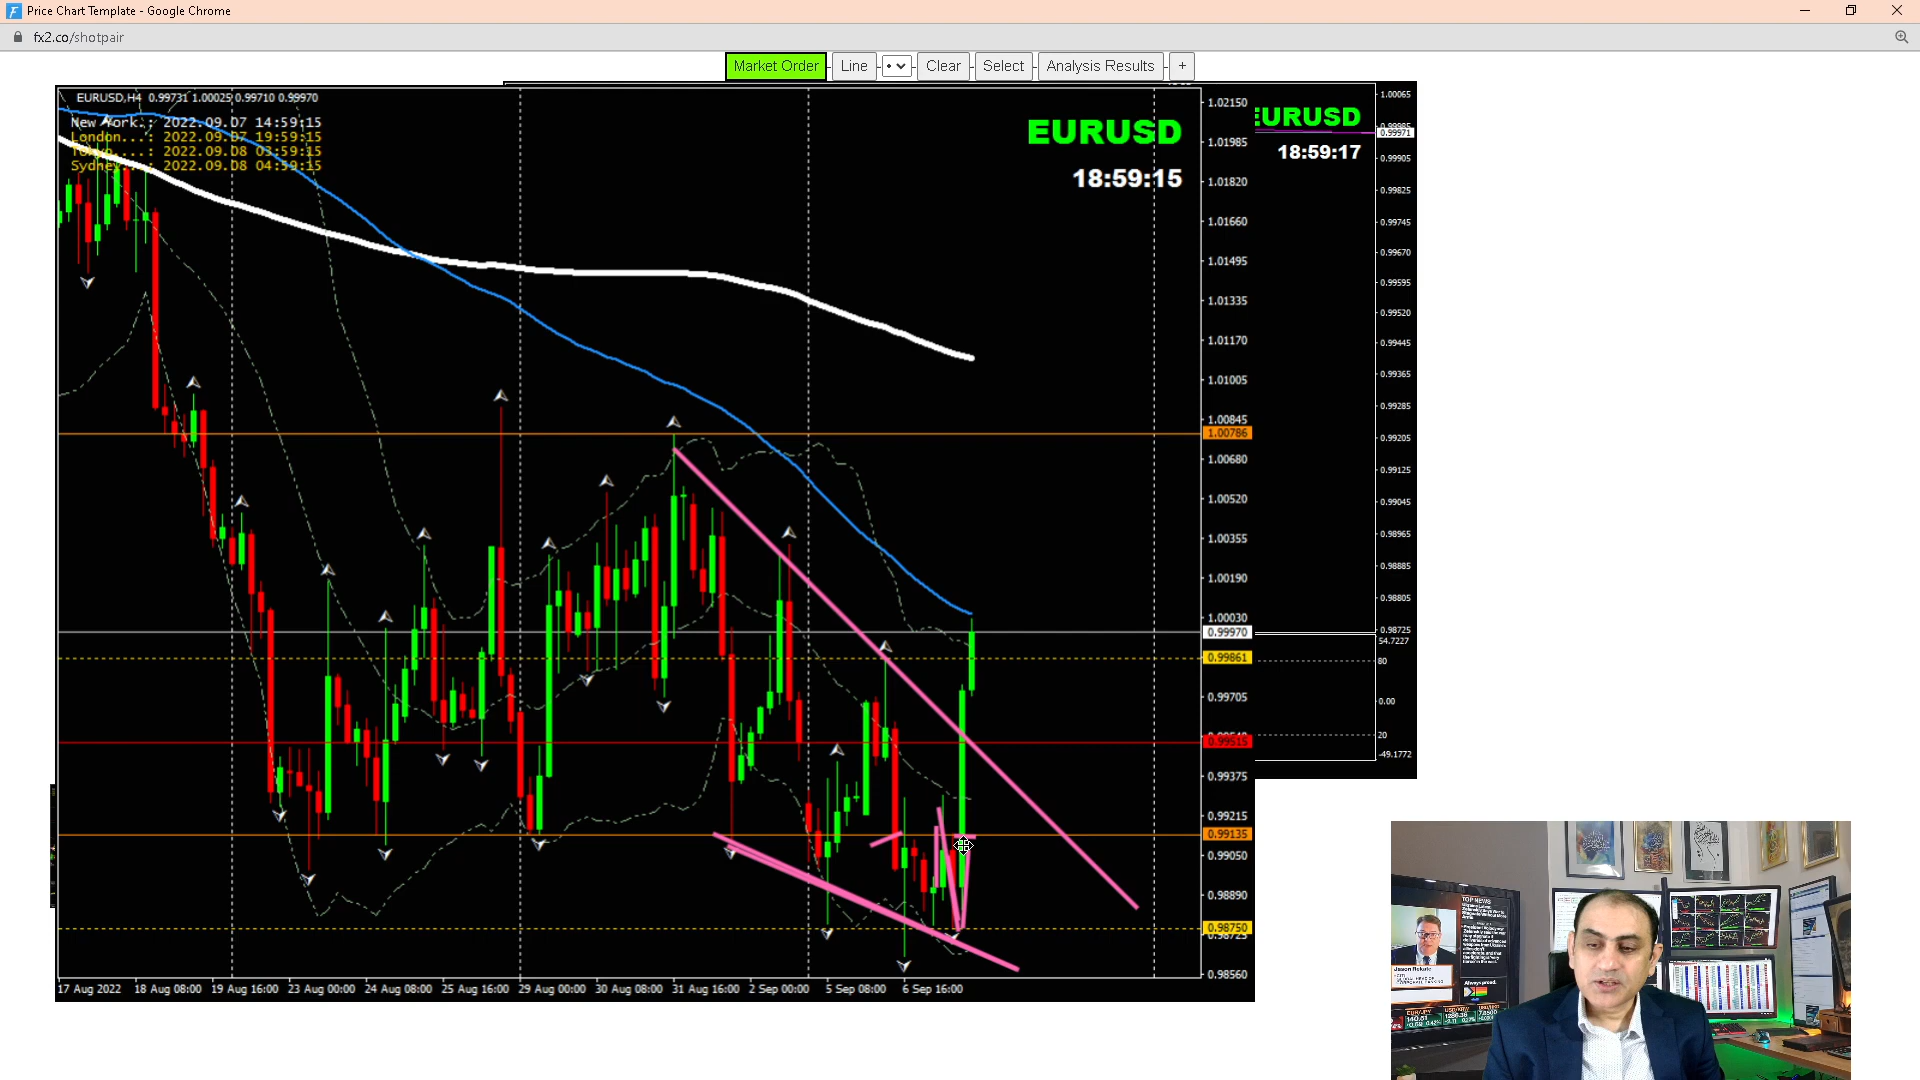 Price Chart Template - Google Chrome
fx2.co/shotpair
Market Order
Line
Clear
Select
Analysis Results
+
EURUSD,H4 0.99731 1.00025 0.99710 0.99970
New York.: 2022.09.07 14:59:15
London...: 2022.09.07 19:59:15
Tokyo....: 2022.09.08 03:59:15
Sydney...: 2022.09.08 04:59:15
EURUSD
18:59:15
1.02150
1.01985
1.01820
1.01660
1.01495
1.01335
1.01170
1.01005
1.00845
1.00786
1.00680
1.00520
1.00355
1.00190
1.00030
0.99970
0.99861
0.99705
0.99515
0.99375
0.99215
0.99135
0.99050
0.98890
0.98750
0.98725
0.98560
17 Aug 2022
18 Aug 08:00
19 Aug 16:00
23 Aug 00:00
24 Aug 08:00
25 Aug 16:00
29 Aug 00:00
30 Aug 08:00
31 Aug 16:00
2 Sep 00:00
5 Sep 08:00
6 Sep 16:00
EURUSD
18:59:17
1.00065
0.99971
0.99905
0.99825
0.99745
0.99670
0.99595
0.99520
0.99445
0.99365
0.99285
0.99205
0.99125
0.99045
0.98965
0.98885
0.98805
0.98725
54.7227
80
0.00
20
-49.1772
TOP NEWS
EUR/JPY